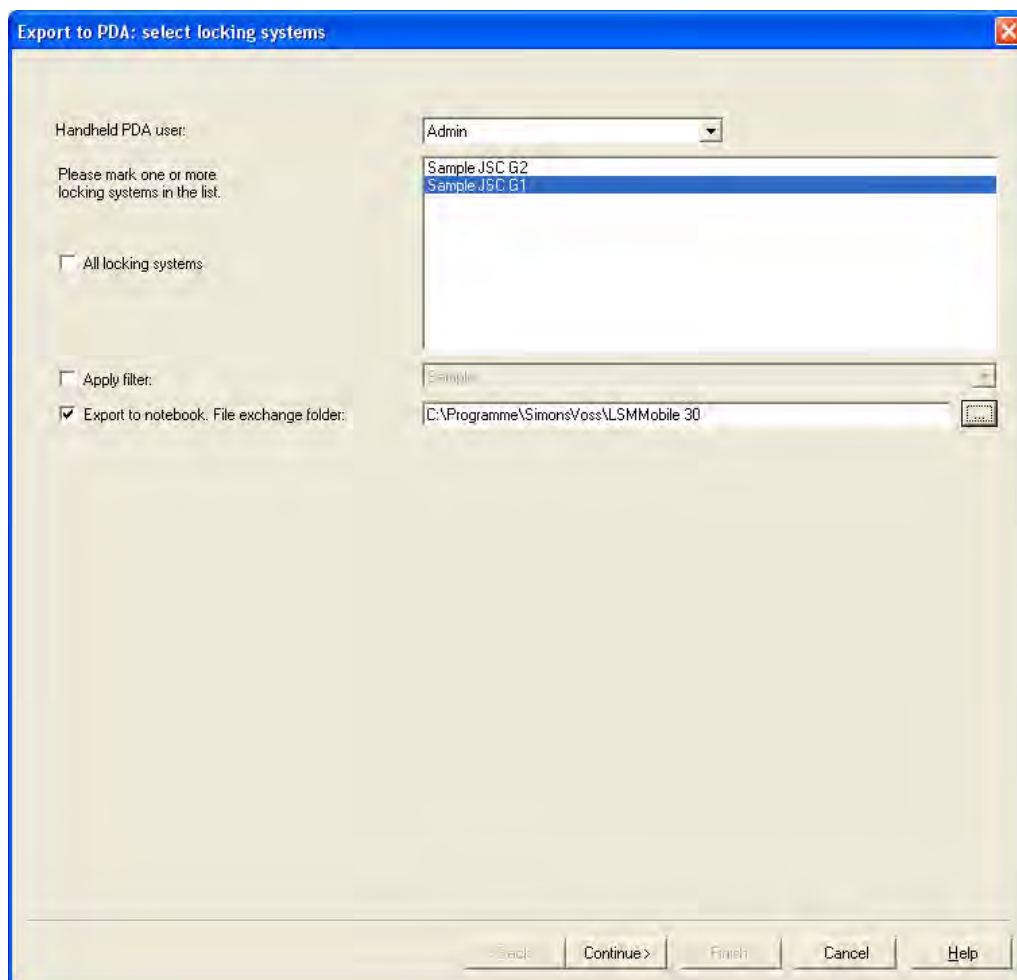 Export to PDA: select locking systems
Handheld PDA user:
Admin
Please mark one or more
locking systems in the list.
Sample JSC G2
Sample JSC G1
All locking systems
Apply filter:
Sample
Export to notebook. File exchange folder:
C:\Programme\SimonsVoss\LSMMobile 30
...
< Back
Continue >
Finish
Cancel
Help